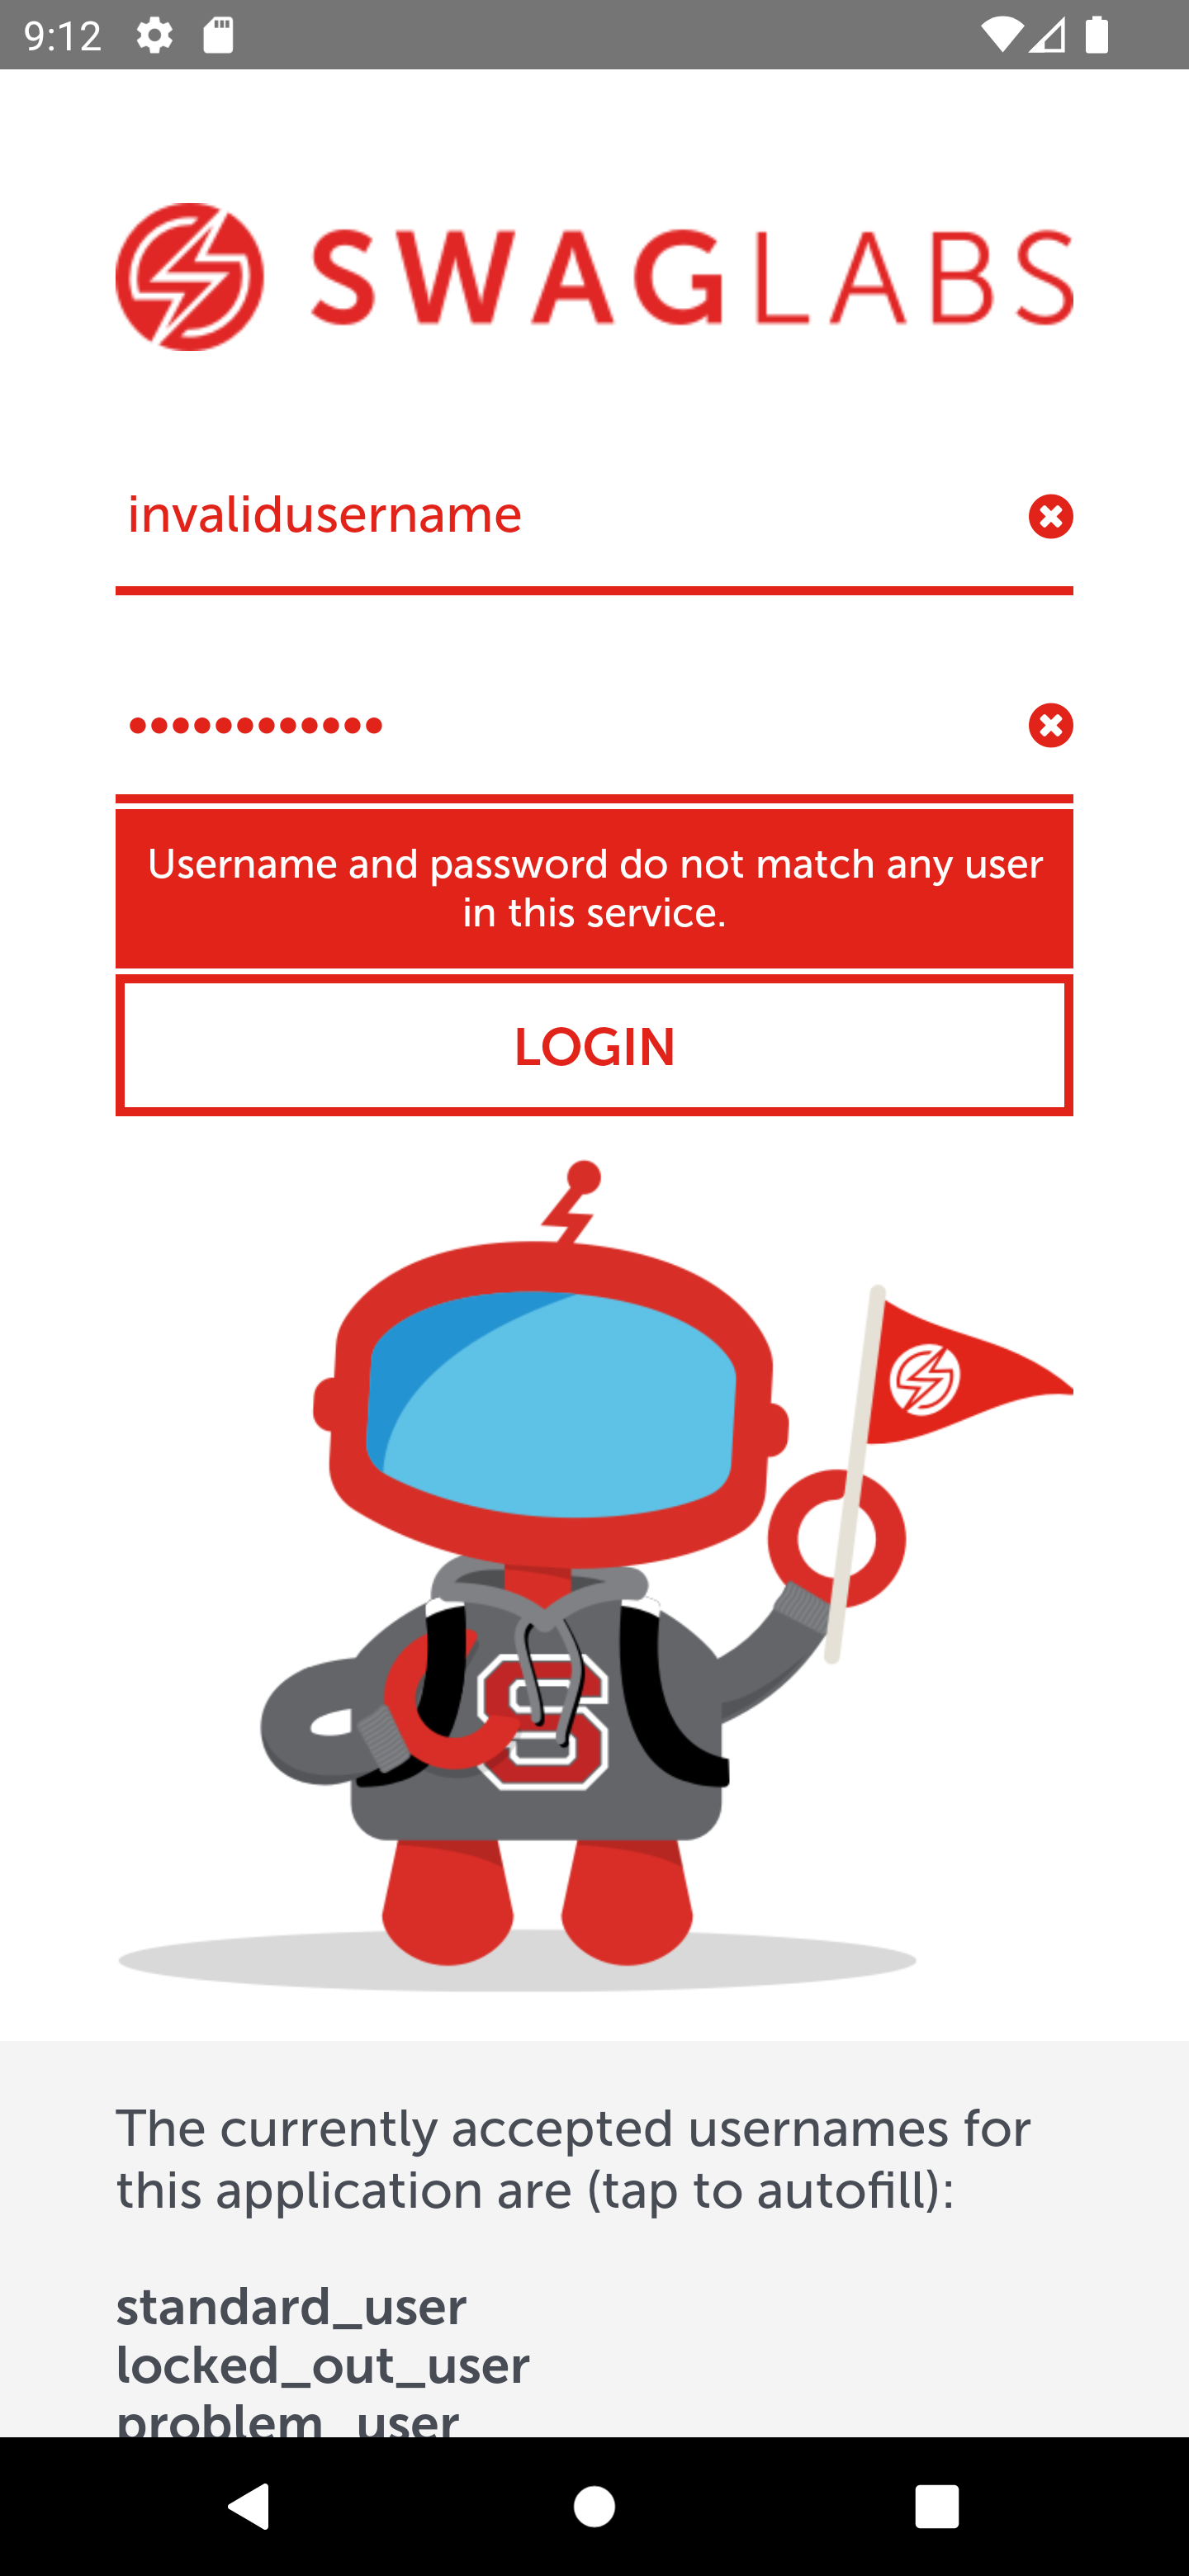 9:12
SWAGLABS
invalidusername
••••••••••••
Username and password do not match any user
in this service.
LOGIN
S
The currently accepted usernames for
this application are (tap to autofill):
standard_user
locked_out_user
problem_user